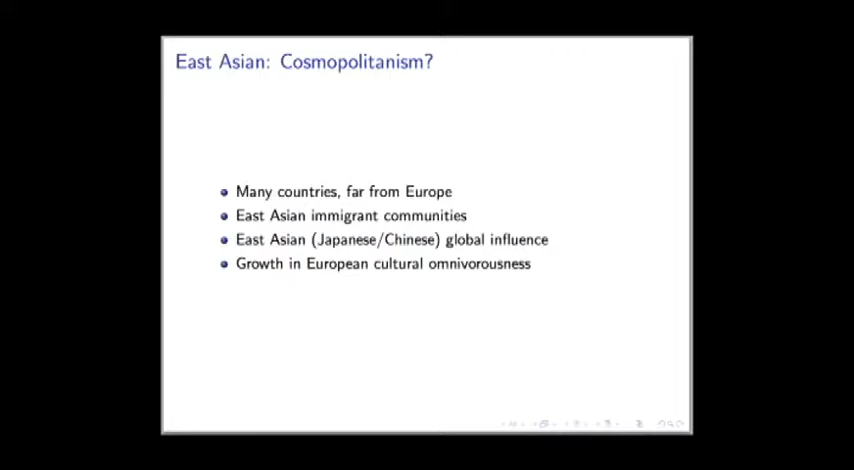 East Asian: Cosmopolitanism?
Many countries, far from Europe
East Asian immigrant communities
East Asian (Japanese/Chinese) global influence
Growth in European cultural omnivorousness